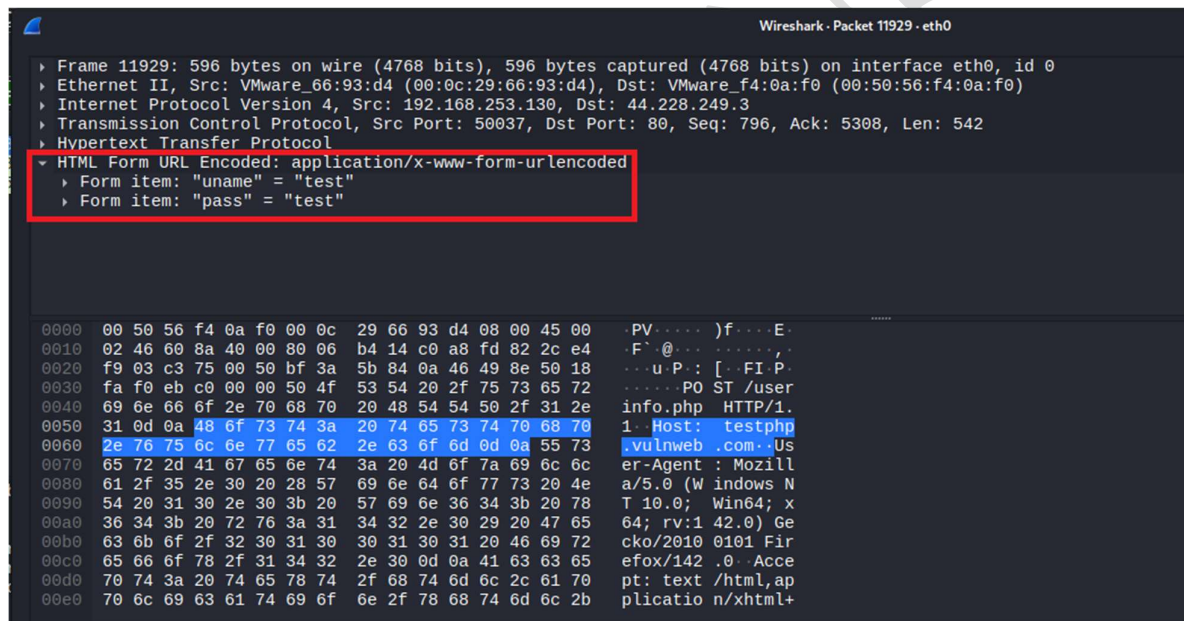 Wireshark · Packet 11929 · eth0
Frame 11929: 596 bytes on wire (4768 bits), 596 bytes captured (4768 bits) on interface eth0, id 0
Ethernet II, Src: VMware_66:93:d4 (00:0c:29:66:93:d4), Dst: VMware_f4:0a:f0 (00:50:56:f4:0a:f0)
Internet Protocol Version 4, Src: 192.168.253.130, Dst: 44.228.249.3
Transmission Control Protocol, Src Port: 50037, Dst Port: 80, Seq: 796, Ack: 5308, Len: 542
Hypertext Transfer Protocol
HTML Form URL Encoded: application/x-www-form-urlencoded
Form item: "uname" = "test"
Form item: "pass" = "test"
0000 00 50 56 f4 0a f0 00 0c 29 66 93 d4 08 00 45 00 ·PV····· )f····E·
0010 02 46 60 8a 40 00 80 06 b4 14 c0 a8 fd 82 2c e4 ·F`·@··· ······,·
0020 f9 03 c3 75 00 50 bf 3a 5b 84 0a 46 49 8e 50 18 ···u·P·: [··FI·P·
0030 fa f0 eb c0 00 00 50 4f 53 54 20 2f 75 73 65 72 ······PO ST /user
0040 69 6e 66 6f 2e 70 68 70 20 48 54 54 50 2f 31 2e info.php HTTP/1.
0050 31 0d 0a 48 6f 73 74 3a 20 74 65 73 74 70 68 70 1··Host: testphp
0060 2e 76 75 6c 6e 77 65 62 2e 63 6f 6d 0d 0a 55 73 .vulnweb .com··Us
0070 65 72 2d 41 67 65 6e 74 3a 20 4d 6f 7a 69 6c 6c er-Agent : Mozill
0080 61 2f 35 2e 30 20 28 57 69 6e 64 6f 77 73 20 4e a/5.0 (W indows N
0090 54 20 31 30 2e 30 3b 20 57 69 6e 36 34 3b 20 78 T 10.0; Win64; x
00a0 36 34 3b 20 72 76 3a 31 34 32 2e 30 29 20 47 65 64; rv:1 42.0) Ge
00b0 63 6b 6f 2f 32 30 31 30 30 31 30 31 20 46 69 72 cko/2010 0101 Fir
00c0 65 66 6f 78 2f 31 34 32 2e 30 0d 0a 41 63 63 65 efox/142 .0··Acce
00d0 70 74 3a 20 74 65 78 74 2f 68 74 6d 6c 2c 61 70 pt: text /html,ap
00e0 70 6c 69 63 61 74 69 6f 6e 2f 78 68 74 6d 6c 2b plicatio n/xhtml+